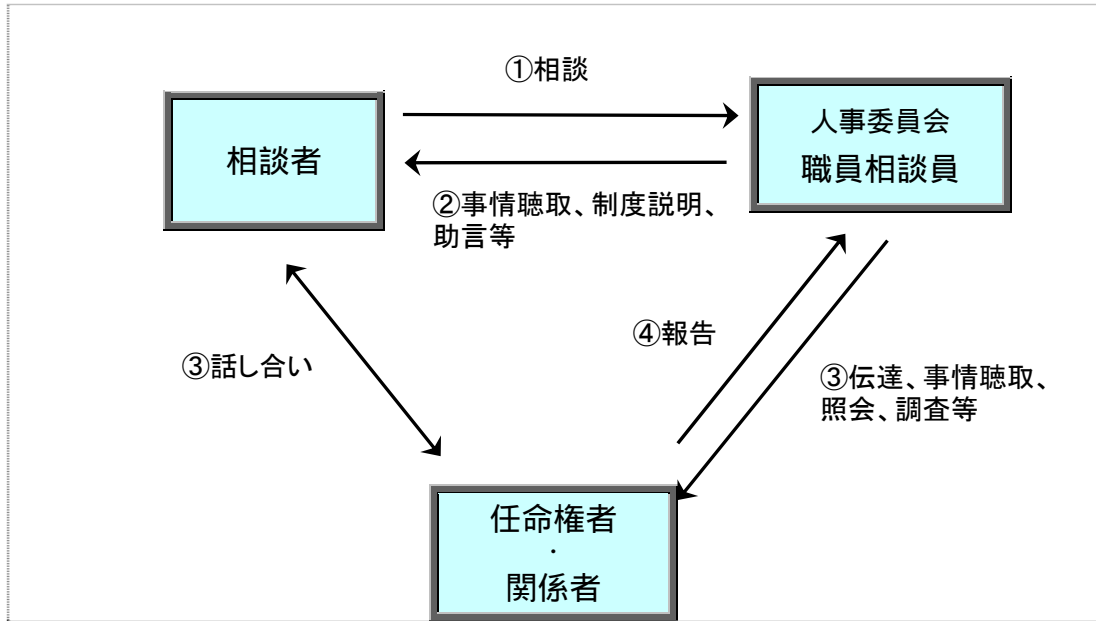 ①相談
相談者
人事委員会
職員相談員
②事情聴取、制度説明、
助言等
③話し合い
④報告
③伝達、事情聴取、
照会、調査等
任命権者
・
関係者